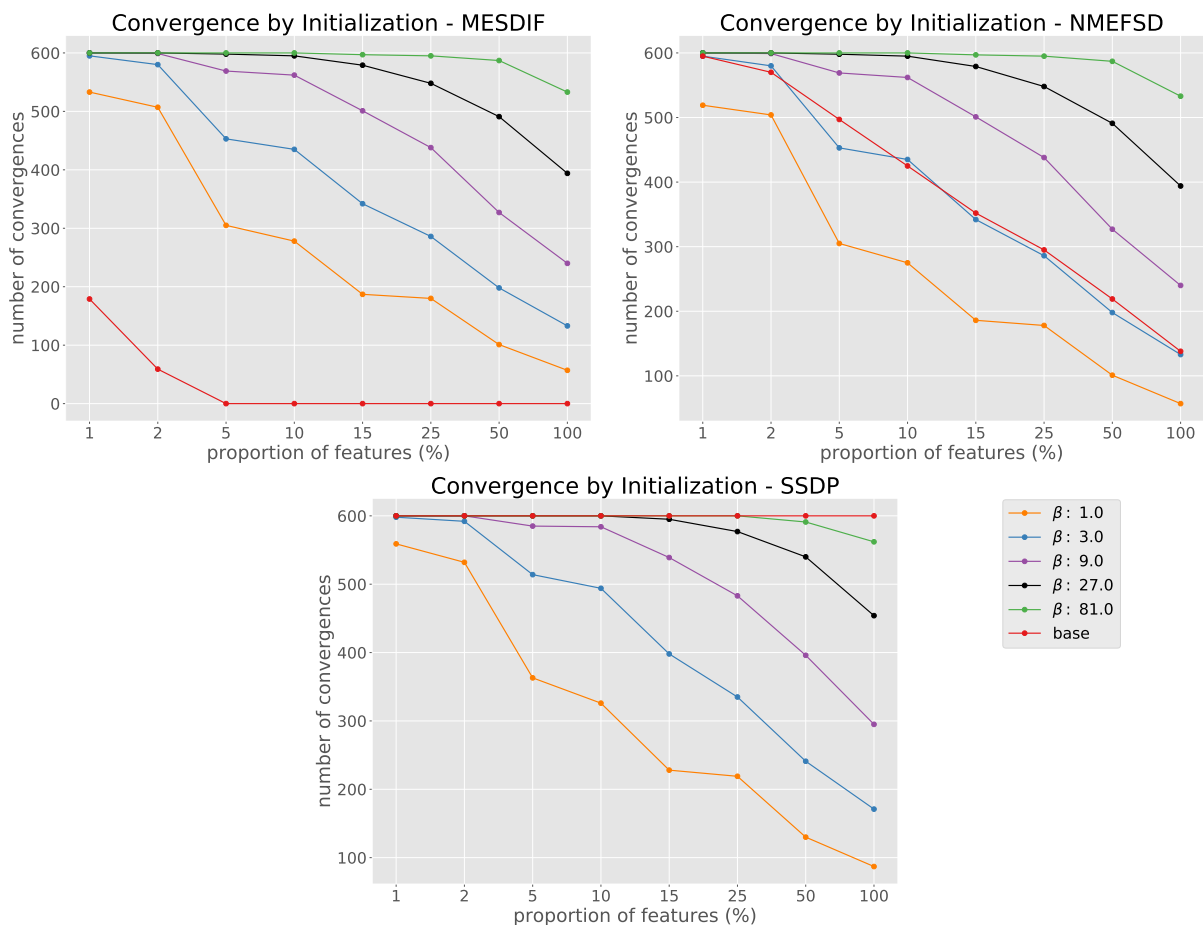 Convergence by Initialization - MESDIF
number of convergences
600
500
400
300
200
100
0
1 2 5 10 15 25 50 100
proportion of features (%)
Convergence by Initialization - NMEFSD
number of convergences
600
500
400
300
200
100
1 2 5 10 15 25 50 100
proportion of features (%)
Convergence by Initialization - SSDP
number of convergences
600
500
400
300
200
100
1 2 5 10 15 25 50 100
proportion of features (%)
β: 1.0
β: 3.0
β: 9.0
β: 27.0
β: 81.0
base